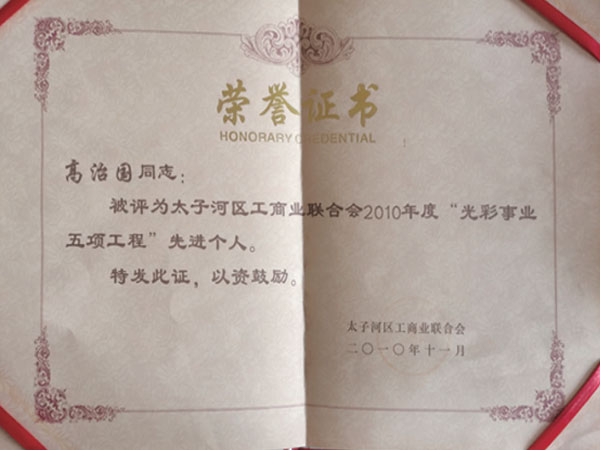 荣誉证书
HONORARY CREDENTIAL
高治国同志：
被评为太子河区工商业联合会2010年度“光彩事业
五项工程”先进个人。
特发此证，以资鼓励。
太子河区工商业联合会
二〇一〇年十一月